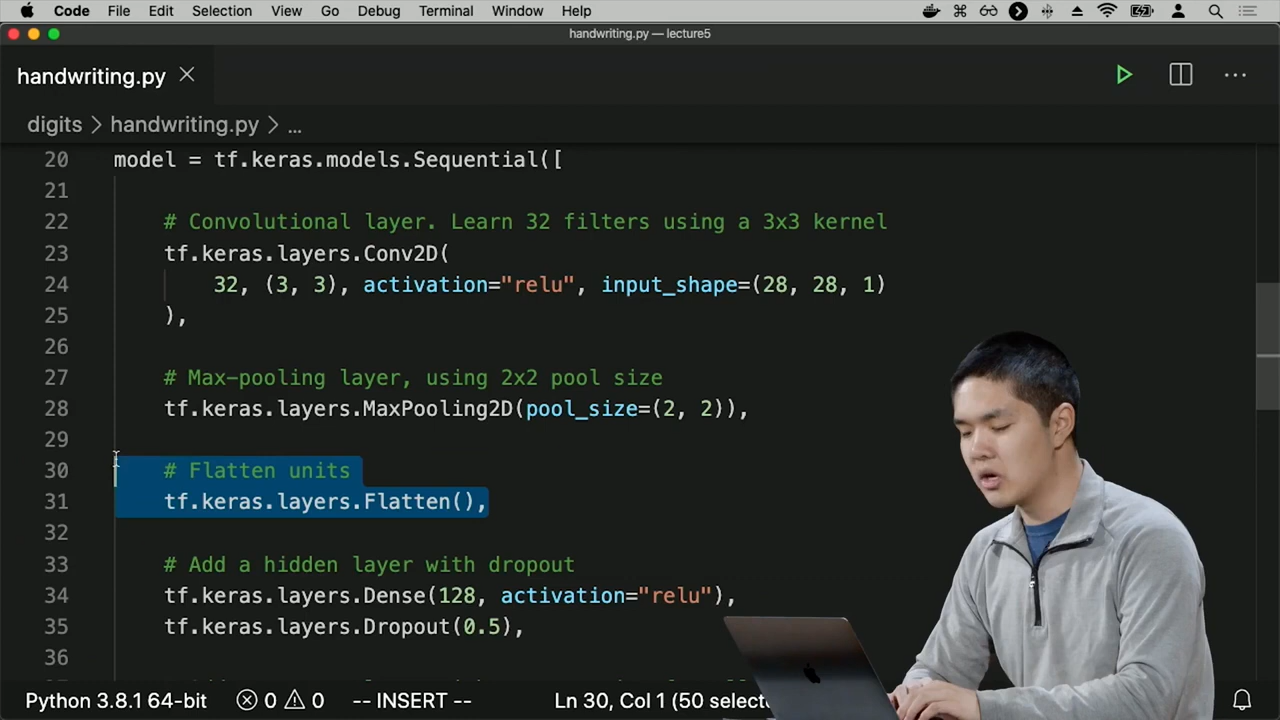 Code File Edit Selection View Go Debug Terminal Window Help
handwriting.py — lecture5
handwriting.py
digits > handwriting.py > ...
20 model = tf.keras.models.Sequential([
21
22 # Convolutional layer. Learn 32 filters using a 3x3 kernel
23 tf.keras.layers.Conv2D(
24 32, (3, 3), activation="relu", input_shape=(28, 28, 1)
25 ),
26
27 # Max-pooling layer, using 2x2 pool size
28 tf.keras.layers.MaxPooling2D(pool_size=(2, 2)),
29
30 # Flatten units
31 tf.keras.layers.Flatten(),
32
33 # Add a hidden layer with dropout
34 tf.keras.layers.Dense(128, activation="relu"),
35 tf.keras.layers.Dropout(0.5),
36
Python 3.8.1 64-bit 0 0 -- INSERT -- Ln 30, Col 1 (50 selecte